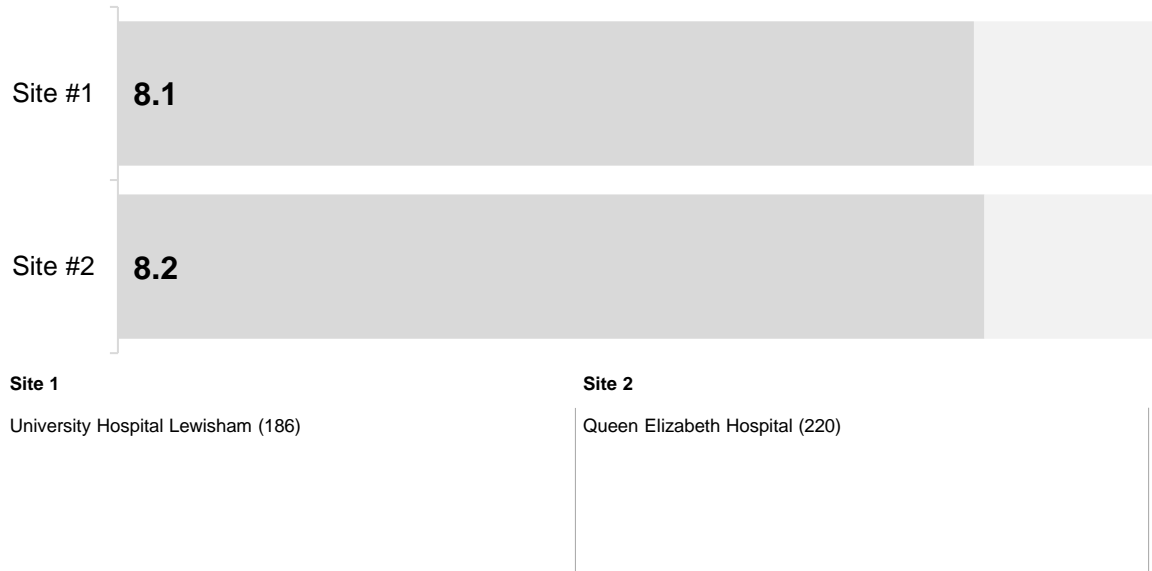 Site #1 8.1
Site #2 8.2
Site 1
University Hospital Lewisham (186)
Site 2
Queen Elizabeth Hospital (220)